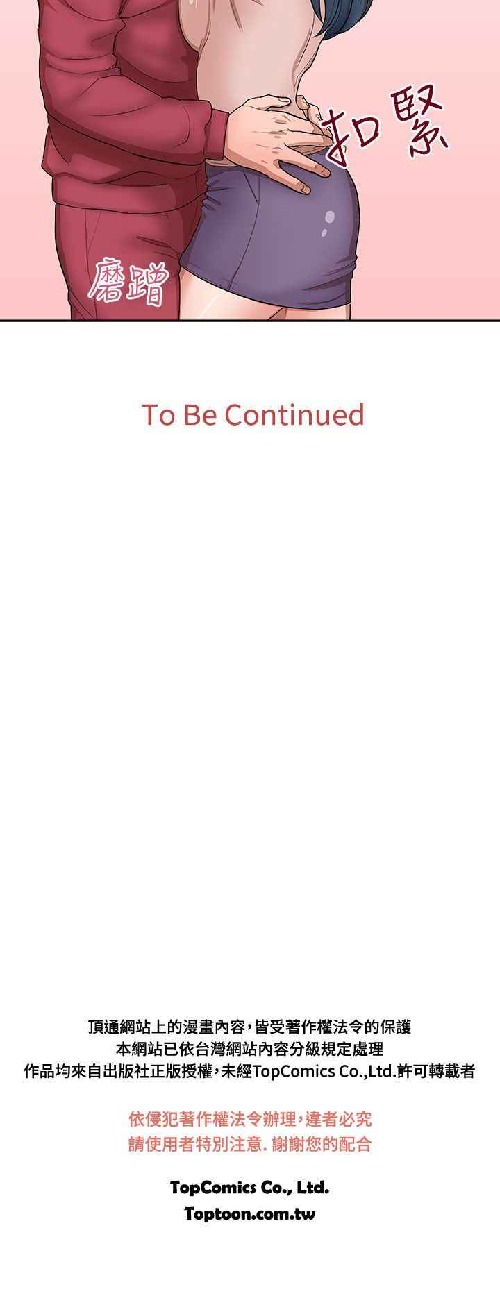 扣緊
磨蹭
To Be Continued
頂通網站上的漫畫內容，皆受著作權法令的保護
本網站已依台灣網站內容分級規定處理
作品均來自出版社正版授權，未經TopComics Co.,Ltd.許可轉載者
依侵犯著作權法令辦理，違者必究
請使用者特別注意. 謝謝您的配合
TopComics Co., Ltd.
Toptoon.com.tw